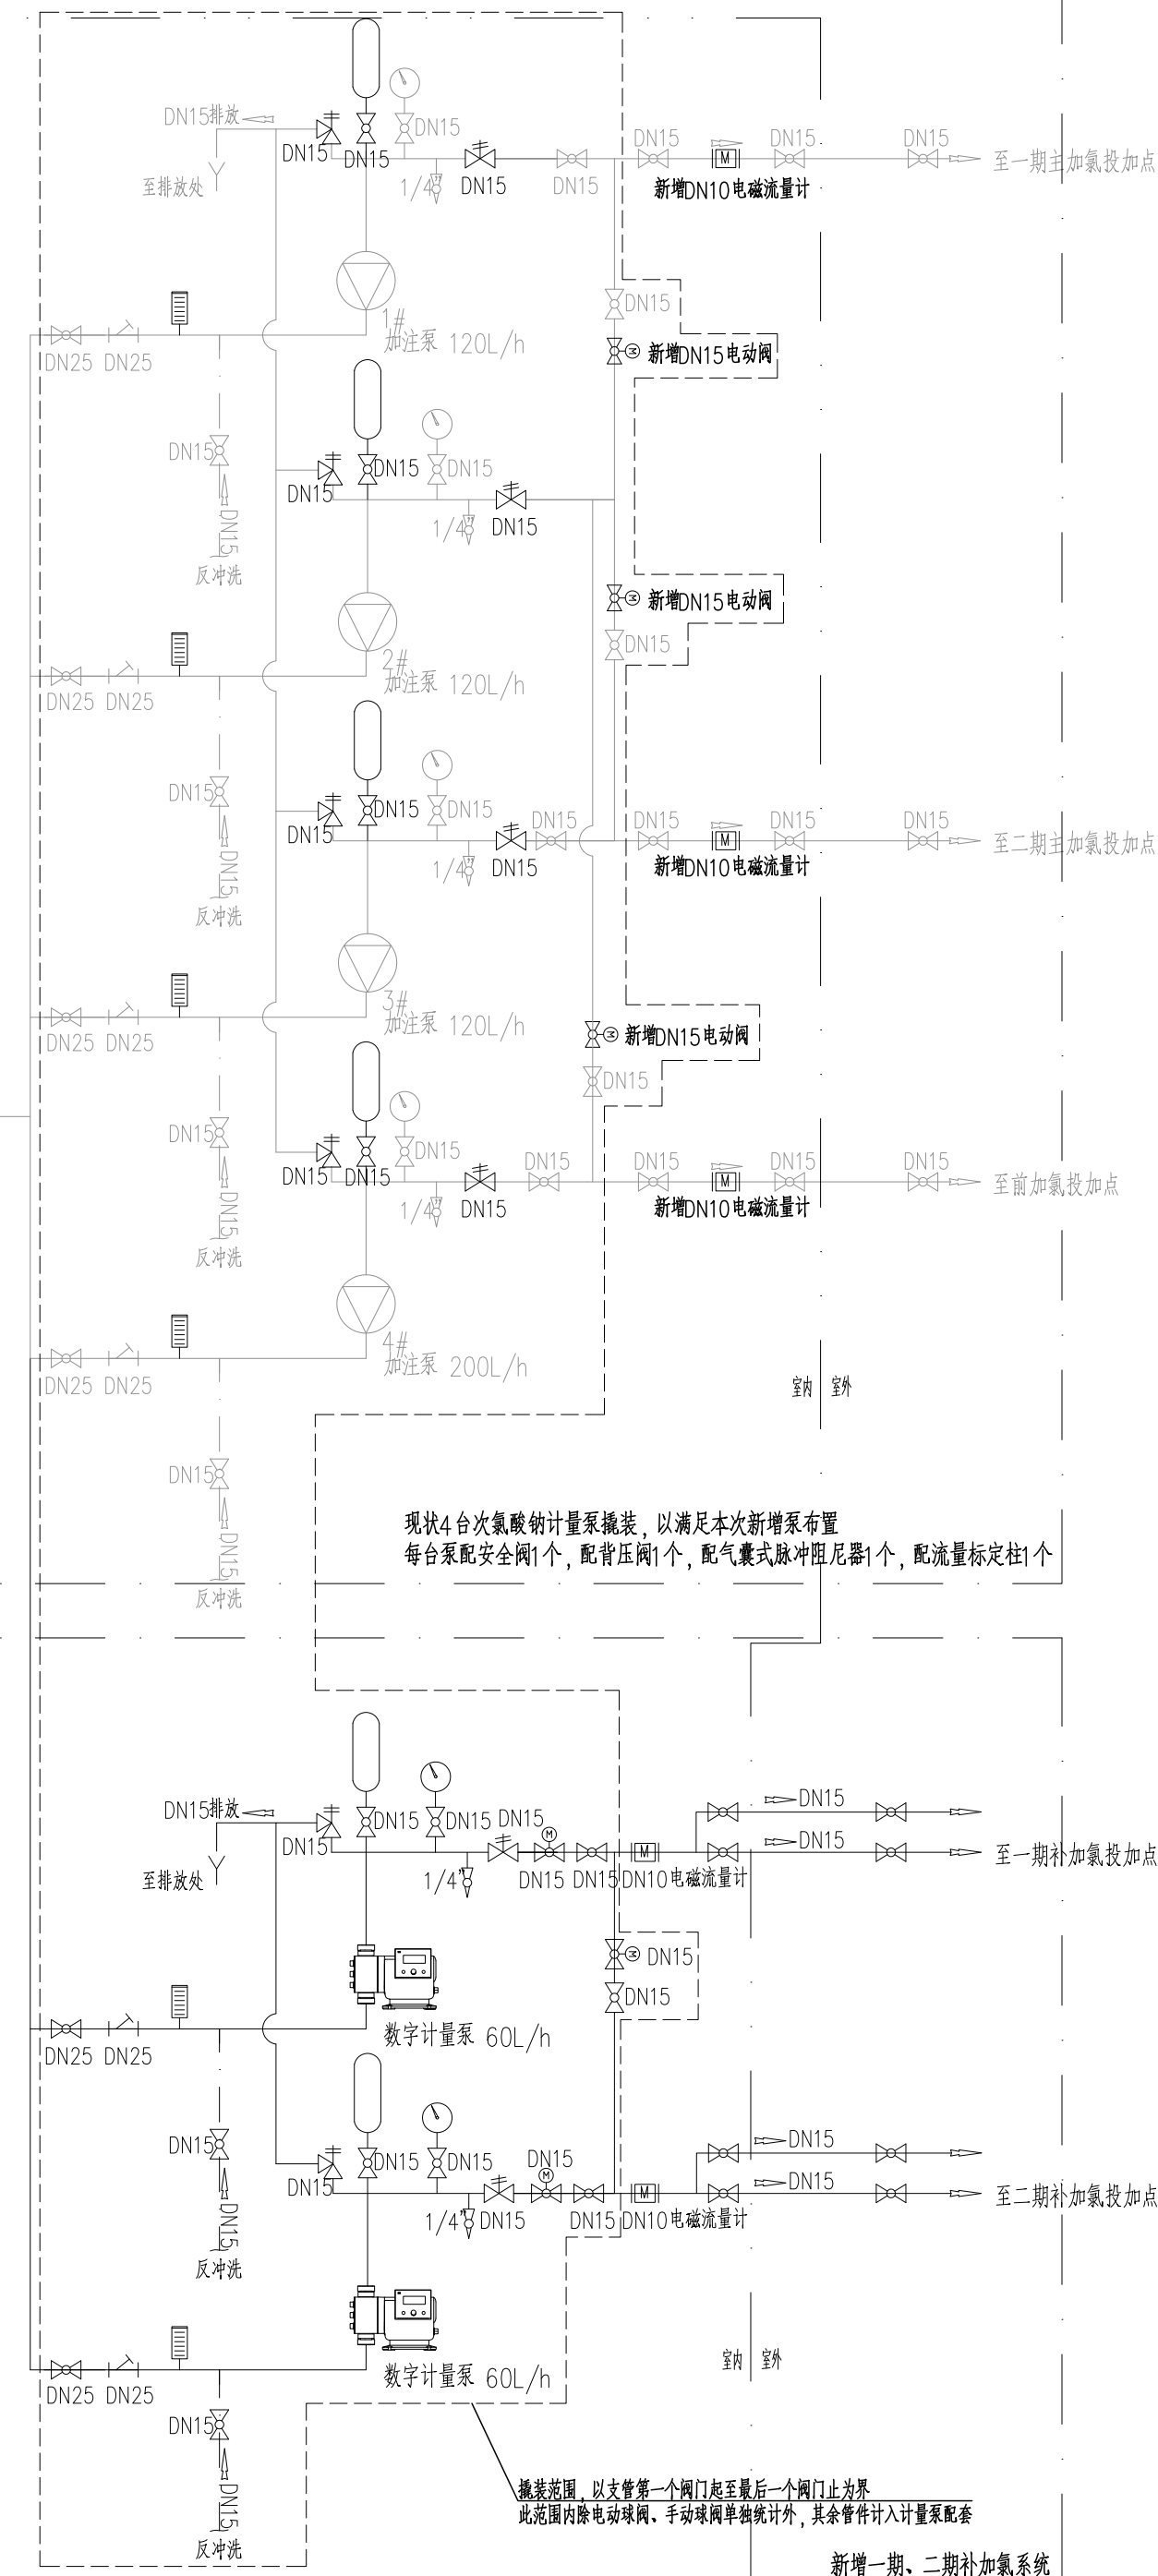 DN15排放
DN15
DN15
DN15
1/4"
DN15
DN15
DN15
DN15
DN15
至一期主加氯投加点
至排放处
新增DN10电磁流量计
DN15
1#
加注泵 120L/h
新增DN15电动阀
DN25 DN25
DN15
DN15
反冲洗
DN15
DN15
DN15
1/4"
DN15
新增DN15电动阀
DN15
2#
加注泵 120L/h
DN25 DN25
DN15
DN15
反冲洗
DN15
DN15
DN15
1/4"
DN15
DN15
DN15
DN15
DN15
至二期主加氯投加点
新增DN10电磁流量计
3#
加注泵 120L/h
新增DN15电动阀
DN15
DN25 DN25
DN15
DN15
反冲洗
DN15
DN15
DN15
1/4"
DN15
DN15
DN15
DN15
DN15
至前加氯投加点
新增DN10电磁流量计
4#
加注泵 200L/h
DN25 DN25
DN15
DN15
反冲洗
室内 室外
现状4台次氯酸钠计量泵撬装，以满足本次新增泵布置
每台泵配安全阀1个，配背压阀1个，配气囊式脉冲阻尼器1个，配流量标定柱1个
DN15排放
至排放处
DN15
DN15
DN15
DN15
1/4"
DN15
DN15
DN10电磁流量计
DN15
DN15
至一期补加氯投加点
DN15
DN15
数字计量泵 60L/h
DN25 DN25
DN15
DN15
反冲洗
DN15
DN15
DN15
DN15
1/4"
DN15
DN15
DN10电磁流量计
DN15
DN15
至二期补加氯投加点
数字计量泵 60L/h
DN25 DN25
DN15
DN15
反冲洗
室内 室外
撬装范围，以支管第一个阀门起至最后一个阀门止为界
此范围内除电动球阀、手动球阀单独统计外，其余管件计入计量泵配套
新增一期、二期补加氯系统